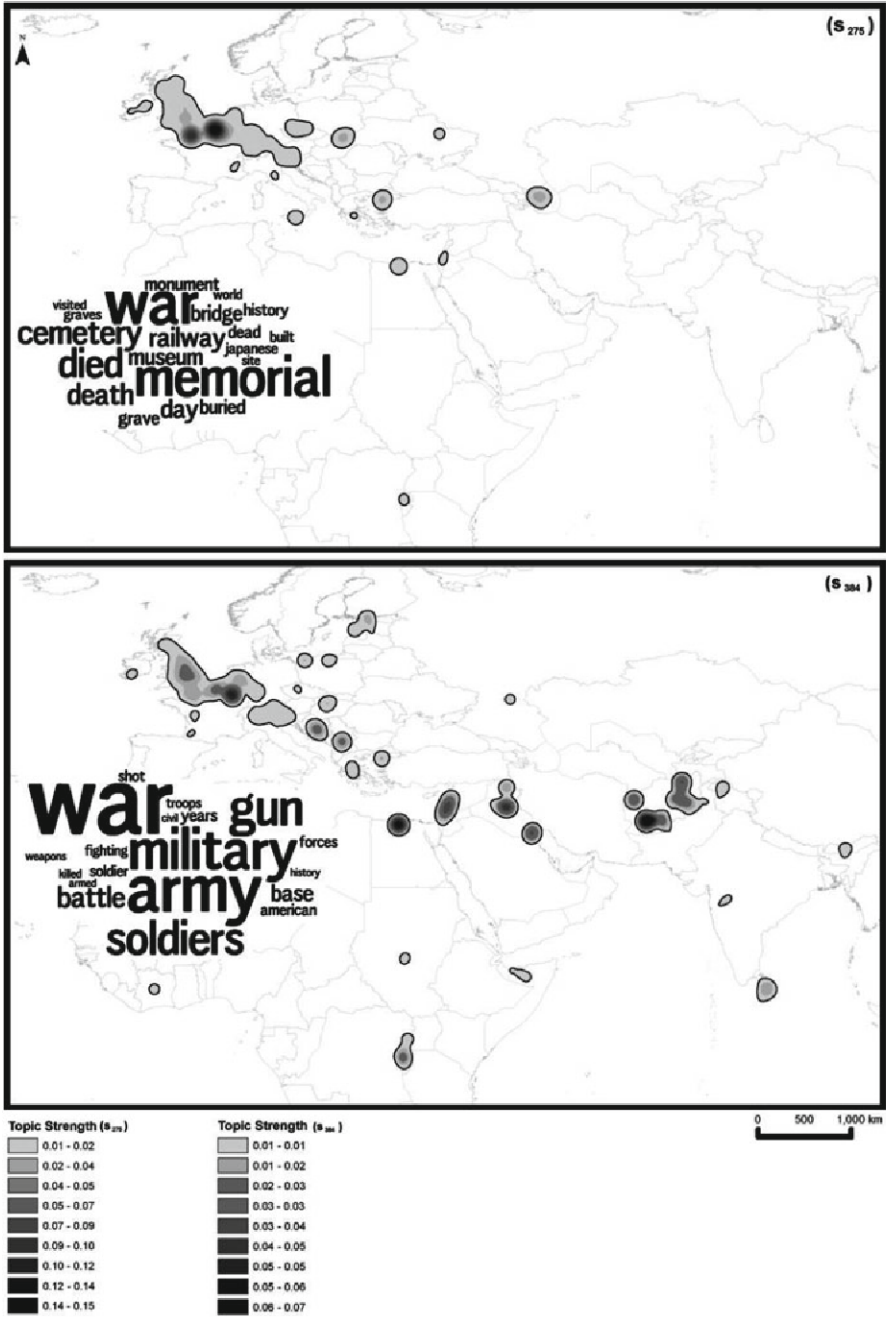 (s 275)
N
monument
world
visited
war
bridge
history
graves
cemetery
railway
dead
built
japanese
died
museum
site
memorial
death
day
buried
grave
(s 384)
shot
war
troops
gun
civil
years
military
forces
fighting
weapons
killed
soldier
history
armed
army
battle
base
american
soldiers
0 500 1,000 km
Topic Strength (s 275) Topic Strength (s 384)
0.01 - 0.02 0.01 - 0.01
0.02 - 0.04 0.01 - 0.02
0.04 - 0.05 0.02 - 0.03
0.05 - 0.07 0.03 - 0.03
0.07 - 0.09 0.03 - 0.04
0.09 - 0.10 0.04 - 0.05
0.10 - 0.12 0.05 - 0.05
0.12 - 0.14 0.05 - 0.06
0.14 - 0.15 0.06 - 0.07